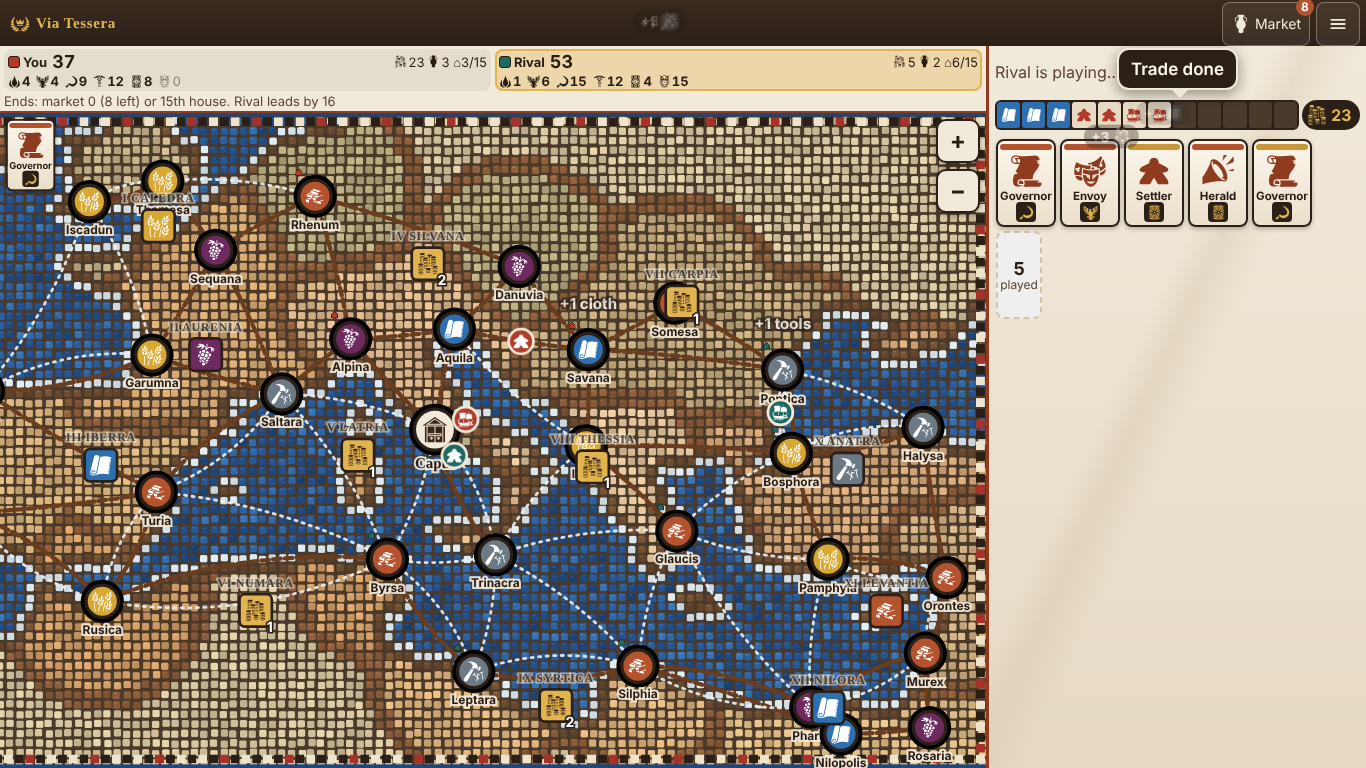 Via Tessera
Market
8
You 37
23 3 3/15
4 4 9 12 8 0
Rival 53
5 2 6/15
1 6 15 12 4 15
Ends: market 0 (8 left) or 15th house. Rival leads by 16
Rival is playing..
Trade done
23
+3
Governor
Governor
Envoy
Settler
Herald
Governor
5
played
+
−
I CALEDRA
Iscadun
Rhenum
Sequana
IV SILVANA
2
Danuvia
VII CARPIA
1
Somesa
+1 cloth
+1 tools
II AURENIA
Garumna
Alpina
Aquila
Savana
Pontica
Saltara
III IBERRA
V LATRIA
1
VIII THESSIA
1
X ANATRA
Halysa
Bosphora
Turia
Byrsa
Trinacra
Glaucis
Pamphyla
XI LEVANTIA
Orontes
VI NUMARA
1
Rusica
Leptara
IX SYRTICA
2
Silphia
XII NILORA
Murex
Nilopolis
Rosaria